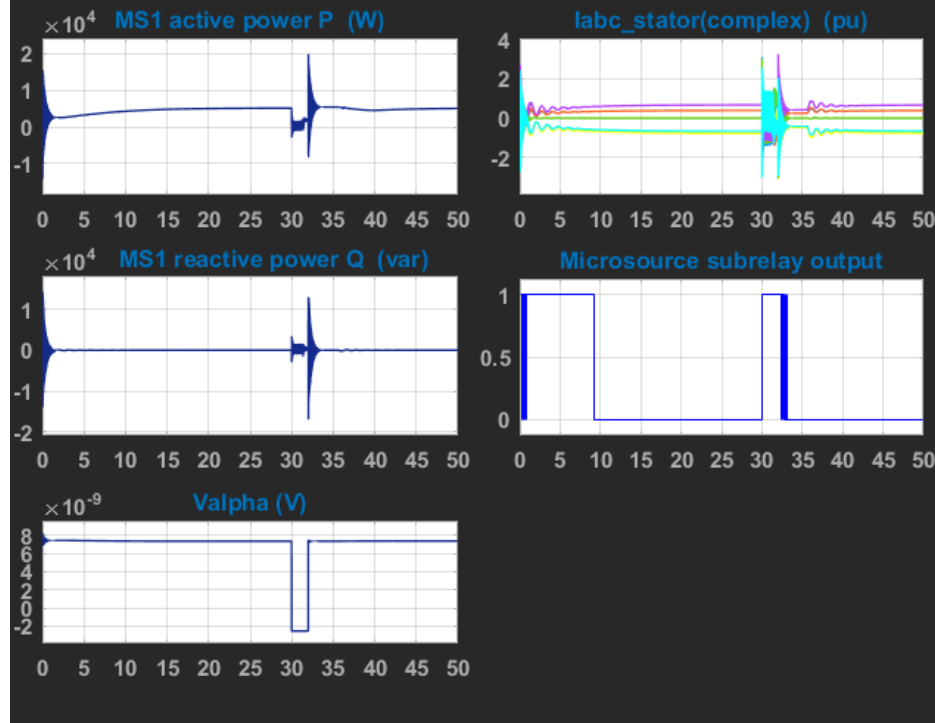 ×10^4 MS1 active power P (W)
2
1
0
-1
0 5 10 15 20 25 30 35 40 45 50
Iabc_stator(complex) (pu)
4
2
0
-2
0 5 10 15 20 25 30 35 40 45 50
×10^4 MS1 reactive power Q (var)
1
0
-1
-2
0 5 10 15 20 25 30 35 40 45 50
Microsource subrelay output
1
0.5
0
0 5 10 15 20 25 30 35 40 45 50
×10^-9 Valpha (V)
8
6
4
2
0
-2
0 5 10 15 20 25 30 35 40 45 50